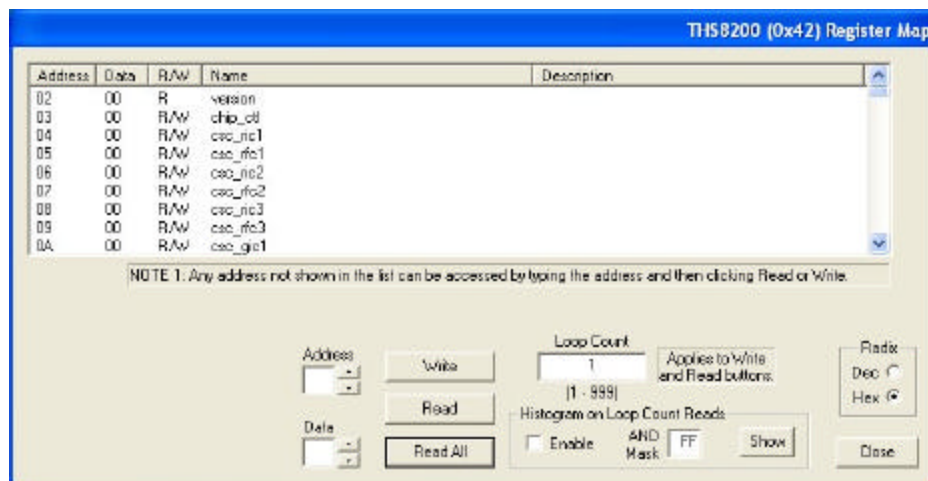 THS8200 (0x42) Register Map
Address Data R/W Name Description
02 00 R version
03 00 R/W chip_ctl
04 00 R/W csc_ric1
05 00 R/W csc_rfc1
06 00 R/W csc_ric2
07 00 R/W csc_rfc2
08 00 R/W csc_ric3
09 00 R/W csc_rfc3
0A 00 R/W csc_gic1
NOTE 1: Any address not shown in the list can be accessed by typing the address and then clicking Read or Write.
Address
Write
Loop Count
1
|1 - 999|
Applies to Write
and Read buttons.
Radix
Dec
Hex
Data
Read
Read All
Histogram on Loop Count Reads
Enable
AND
Mask
FF
Show
Close